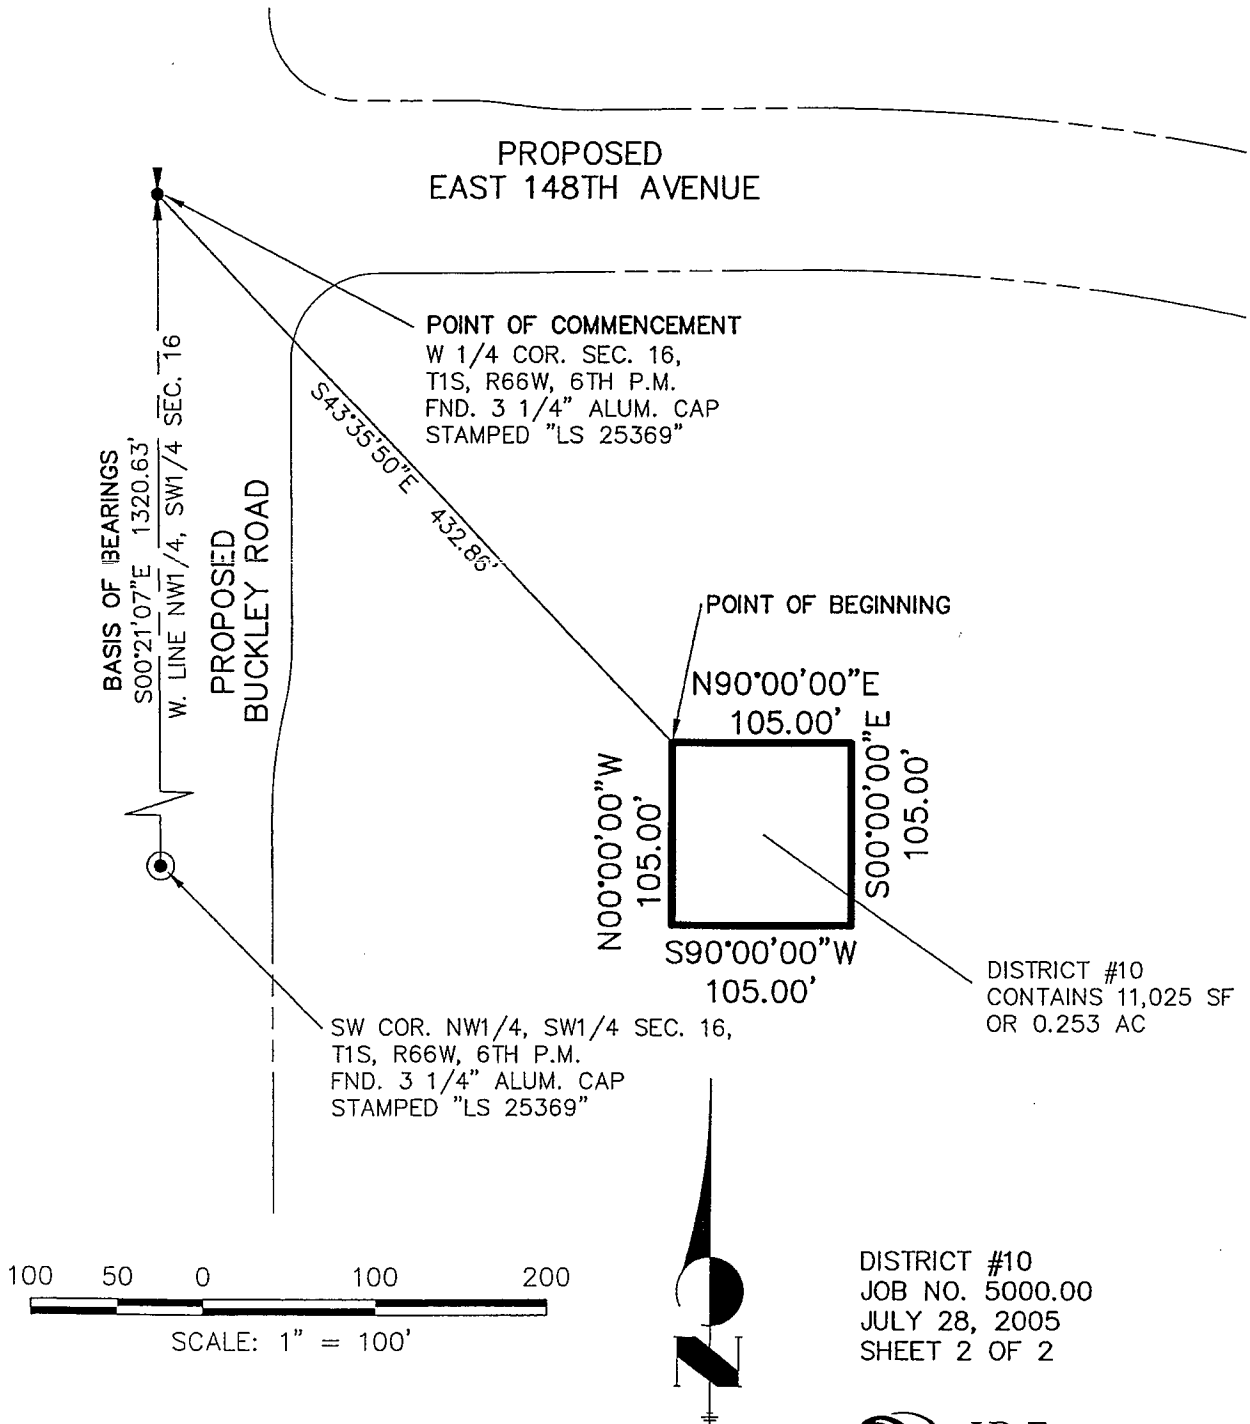 PROPOSED
EAST 148TH AVENUE
POINT OF COMMENCEMENT
W 1/4 COR. SEC. 16,
T1S, R66W, 6TH P.M.
FND. 3 1/4" ALUM. CAP
STAMPED "LS 25369"
S43°35'50"E 432.86'
BASIS OF BEARINGS
S00°21'07"E 1320.63'
W. LINE NW1/4, SW1/4 SEC. 16
PROPOSED
BUCKLEY ROAD
POINT OF BEGINNING
N90°00'00"E
105.00'
S00°00'00"E
105.00'
N00°00'00"W
105.00'
S90°00'00"W
105.00'
DISTRICT #10
CONTAINS 11,025 SF
OR 0.253 AC
SW COR. NW1/4, SW1/4 SEC. 16,
T1S, R66W, 6TH P.M.
FND. 3 1/4" ALUM. CAP
STAMPED "LS 25369"
100 50 0 100 200
SCALE: 1" = 100'
N
DISTRICT #10
JOB NO. 5000.00
JULY 28, 2005
SHEET 2 OF 2